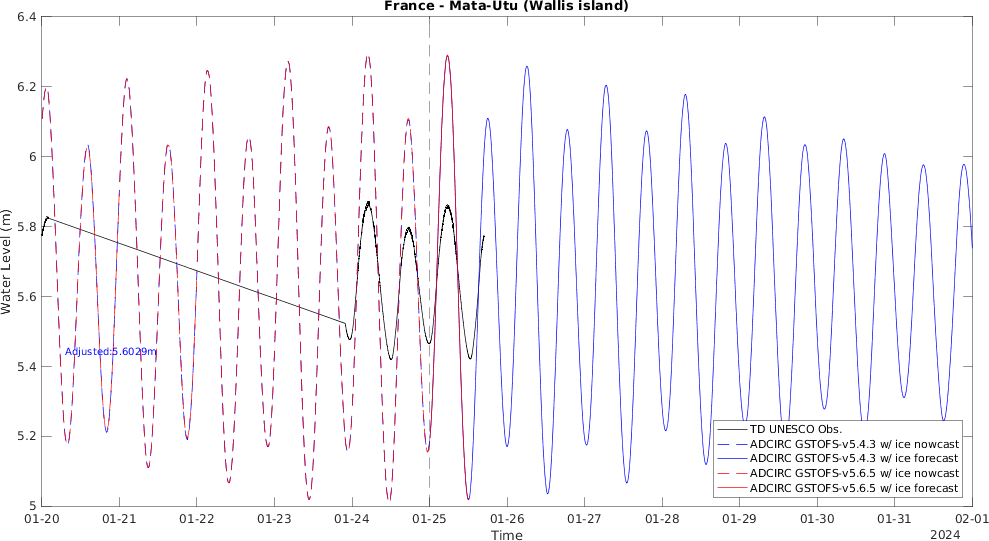 France - Mata-Utu (Wallis island)
6.4
6.2
6
5.8
5.6
5.4
5.2
5
Water Level (m)
Adjusted:5.6029m
TD UNESCO Obs.
ADCIRC GSTOFS-v5.4.3 w/ ice nowcast
ADCIRC GSTOFS-v5.4.3 w/ ice forecast
ADCIRC GSTOFS-v5.6.5 w/ ice nowcast
ADCIRC GSTOFS-v5.6.5 w/ ice forecast
01-20 01-21 01-22 01-23 01-24 01-25 01-26 01-27 01-28 01-29 01-30 01-31 02-01
Time
2024